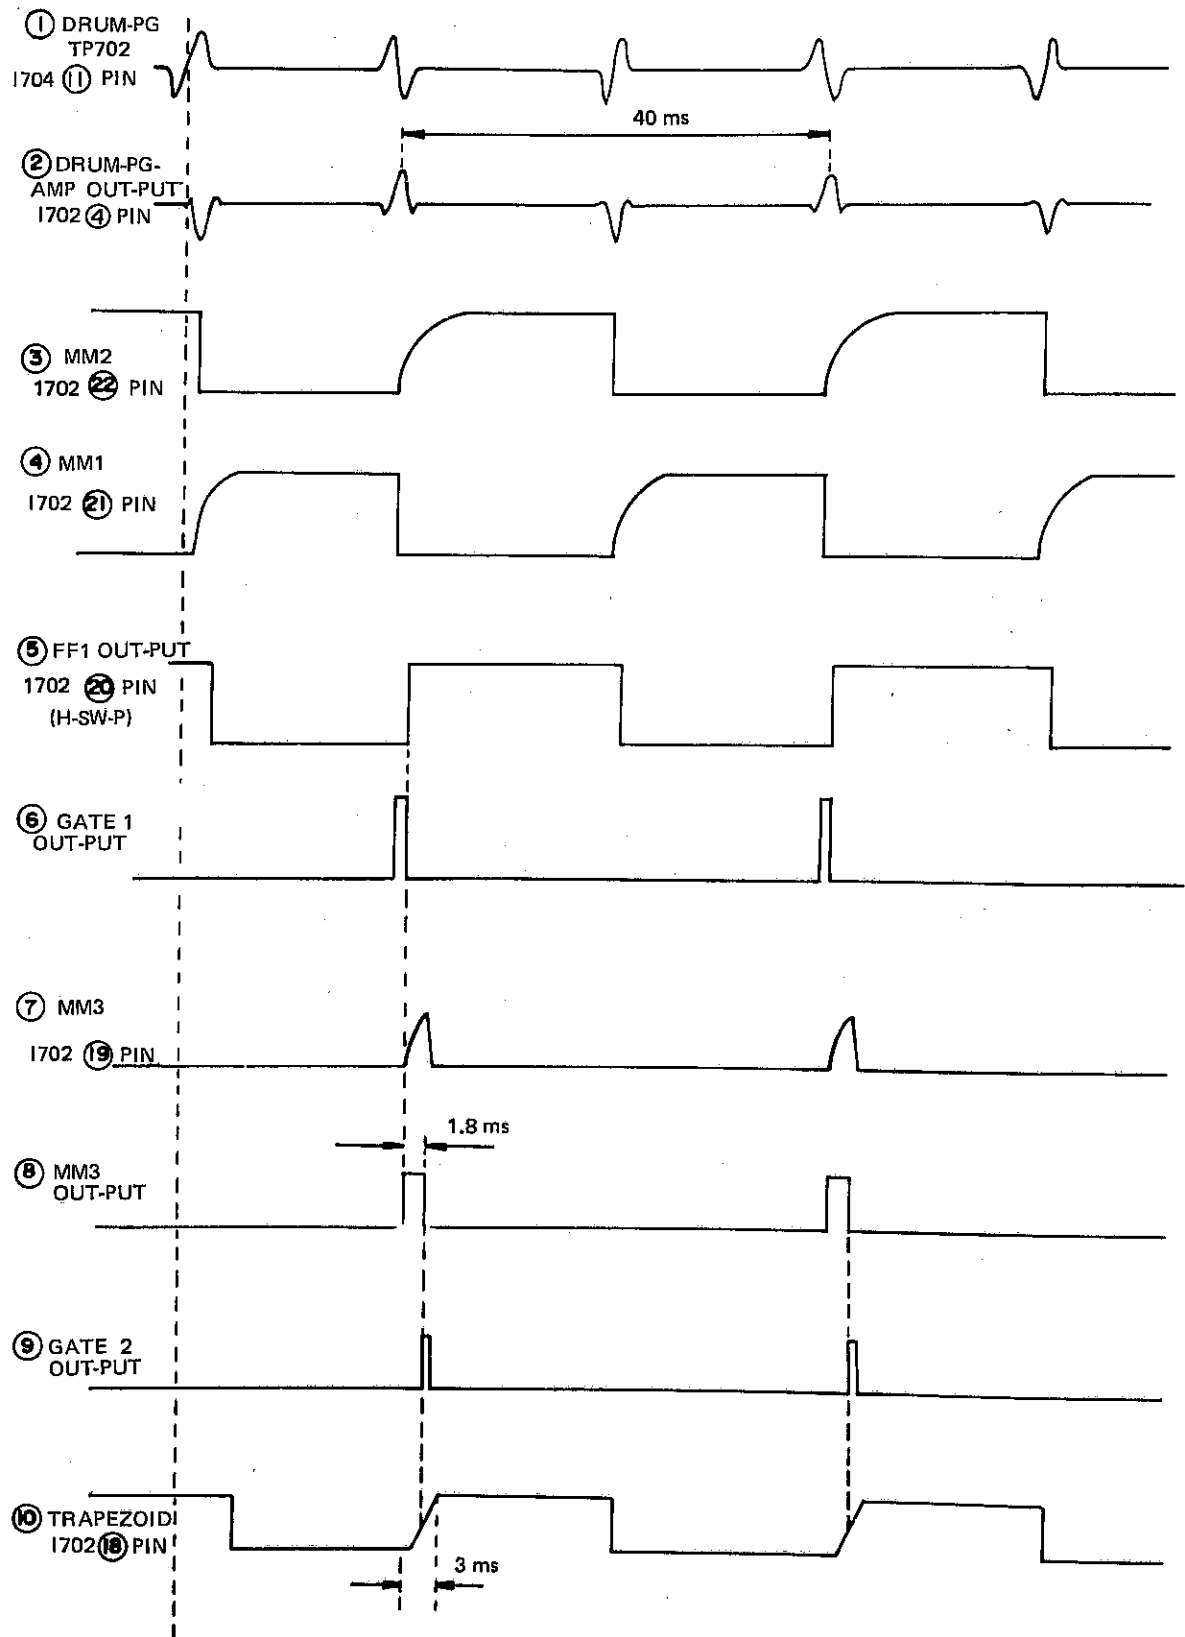 ① DRUM-PG
TP702
I704 ⑪ PIN
40 ms
② DRUM-PG-
AMP OUT-PUT
I702 ④ PIN
③ MM2
1702 ㉒ PIN
④ MM1
I702 ㉑ PIN
⑤ FF1 OUT-PUT
1702 ⑳ PIN
(H-SW-P)
⑥ GATE 1
OUT-PUT
⑦ MM3
I702 ⑲ PIN
1.8 ms
⑧ MM3
OUT-PUT
⑨ GATE 2
OUT-PUT
⑩ TRAPEZOID
I702 ⑱ PIN
3 ms